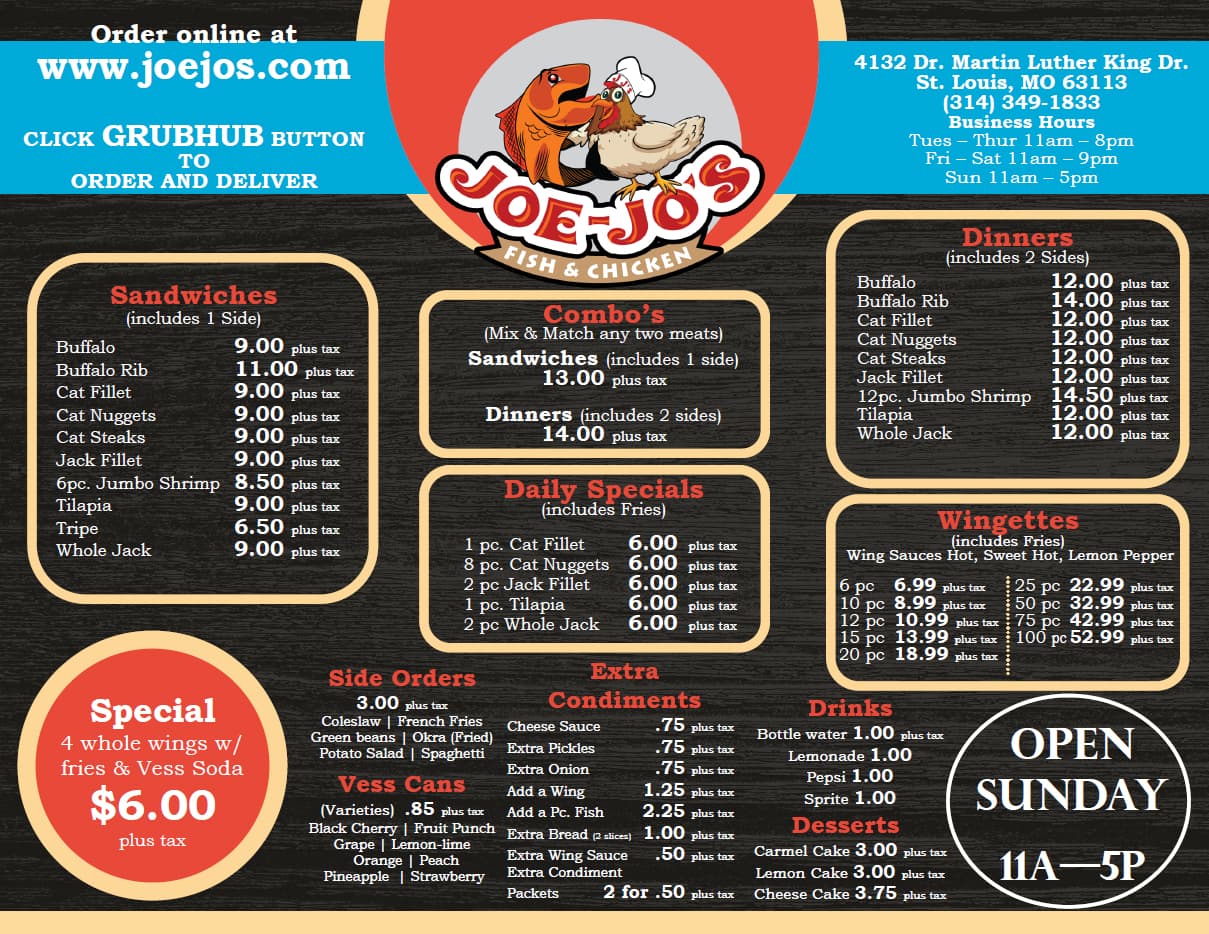 Order online at
www.joejos.com
CLICK GRUBHUB BUTTON
TO
ORDER AND DELIVER
JJ'S
JOE-JO'S
FISH & CHICKEN
4132 Dr. Martin Luther King Dr.
St. Louis, MO 63113
(314) 349-1833
Business Hours
Tues – Thur 11am – 8pm
Fri – Sat 11am – 9pm
Sun 11am – 5pm
Sandwiches
(includes 1 Side)
Buffalo 9.00 plus tax
Buffalo Rib 11.00 plus tax
Cat Fillet 9.00 plus tax
Cat Nuggets 9.00 plus tax
Cat Steaks 9.00 plus tax
Jack Fillet 9.00 plus tax
6pc. Jumbo Shrimp 8.50 plus tax
Tilapia 9.00 plus tax
Tripe 6.50 plus tax
Whole Jack 9.00 plus tax
Combo's
(Mix & Match any two meats)
Sandwiches (includes 1 side)
13.00 plus tax
Dinners (includes 2 sides)
14.00 plus tax
Daily Specials
(includes Fries)
1 pc. Cat Fillet 6.00 plus tax
8 pc. Cat Nuggets 6.00 plus tax
2 pc Jack Fillet 6.00 plus tax
1 pc. Tilapia 6.00 plus tax
2 pc Whole Jack 6.00 plus tax
Dinners
(includes 2 Sides)
Buffalo 12.00 plus tax
Buffalo Rib 14.00 plus tax
Cat Fillet 12.00 plus tax
Cat Nuggets 12.00 plus tax
Cat Steaks 12.00 plus tax
Jack Fillet 12.00 plus tax
12pc. Jumbo Shrimp 14.50 plus tax
Tilapia 12.00 plus tax
Whole Jack 12.00 plus tax
Wingettes
(includes Fries)
Wing Sauces Hot, Sweet Hot, Lemon Pepper
6 pc 6.99 plus tax
10 pc 8.99 plus tax
12 pc 10.99 plus tax
15 pc 13.99 plus tax
20 pc 18.99 plus tax
25 pc 22.99 plus tax
50 pc 32.99 plus tax
75 pc 42.99 plus tax
100 pc 52.99 plus tax
Special
4 whole wings w/
fries & Vess Soda
$6.00
plus tax
Side Orders
3.00 plus tax
Coleslaw | French Fries
Green beans | Okra (Fried)
Potato Salad | Spaghetti
Vess Cans
(Varieties) .85 plus tax
Black Cherry | Fruit Punch
Grape | Lemon-lime
Orange | Peach
Pineapple | Strawberry
Extra
Condiments
Cheese Sauce .75 plus tax
Extra Pickles .75 plus tax
Extra Onion .75 plus tax
Add a Wing 1.25 plus tax
Add a Pc. Fish 2.25 plus tax
Extra Bread (2 slices) 1.00 plus tax
Extra Wing Sauce .50 plus tax
Extra Condiment
Packets 2 for .50 plus tax
Drinks
Bottle water 1.00 plus tax
Lemonade 1.00
Pepsi 1.00
Sprite 1.00
Desserts
Carmel Cake 3.00 plus tax
Lemon Cake 3.00 plus tax
Cheese Cake 3.75 plus tax
OPEN
SUNDAY
11A—5P